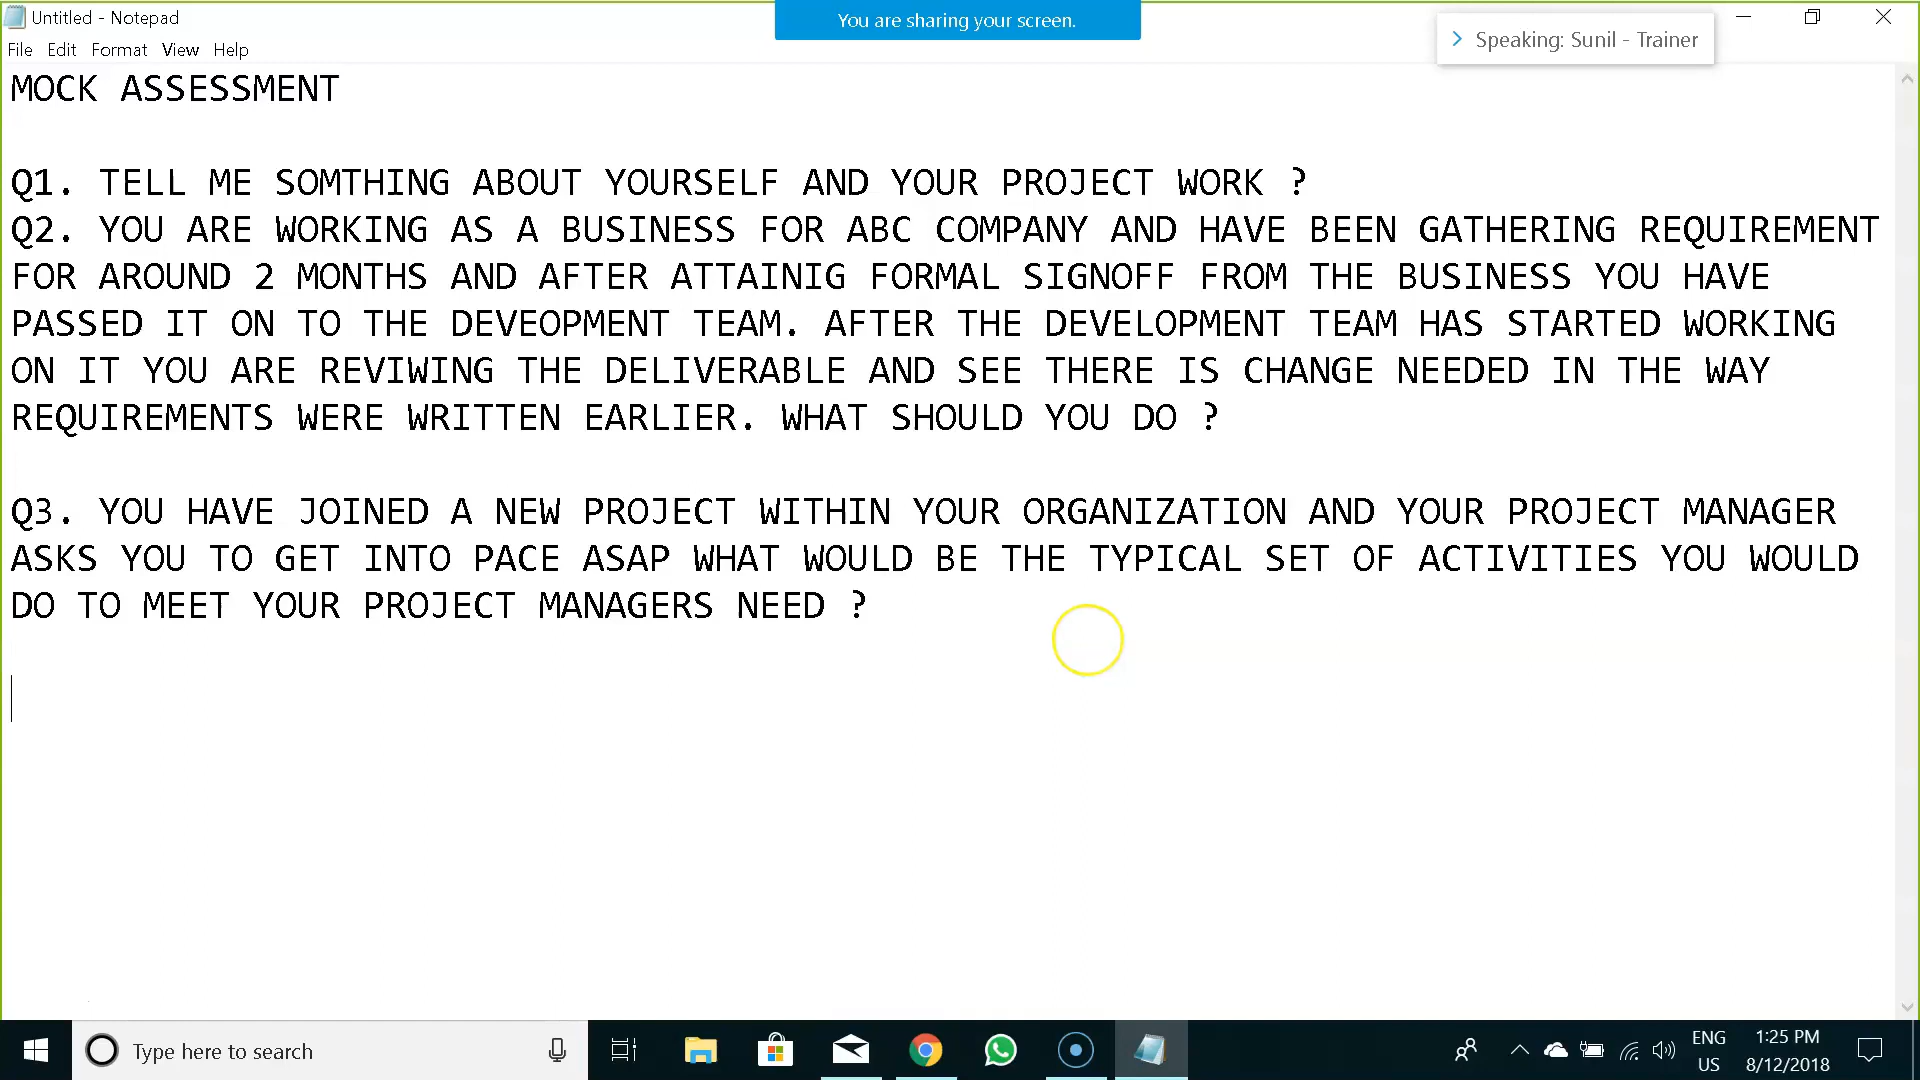 Untitled - Notepad
You are sharing your screen.
Speaking: Sunil - Trainer
File Edit Format View Help
MOCK ASSESSMENT
Q1. TELL ME SOMTHING ABOUT YOURSELF AND YOUR PROJECT WORK ?
Q2. YOU ARE WORKING AS A BUSINESS FOR ABC COMPANY AND HAVE BEEN GATHERING REQUIREMENT
FOR AROUND 2 MONTHS AND AFTER ATTAINIG FORMAL SIGNOFF FROM THE BUSINESS YOU HAVE
PASSED IT ON TO THE DEVEOPMENT TEAM. AFTER THE DEVELOPMENT TEAM HAS STARTED WORKING
ON IT YOU ARE REVIWING THE DELIVERABLE AND SEE THERE IS CHANGE NEEDED IN THE WAY
REQUIREMENTS WERE WRITTEN EARLIER. WHAT SHOULD YOU DO ?
Q3. YOU HAVE JOINED A NEW PROJECT WITHIN YOUR ORGANIZATION AND YOUR PROJECT MANAGER
ASKS YOU TO GET INTO PACE ASAP WHAT WOULD BE THE TYPICAL SET OF ACTIVITIES YOU WOULD
DO TO MEET YOUR PROJECT MANAGERS NEED ?
Type here to search
ENG
US
1:25 PM
8/12/2018